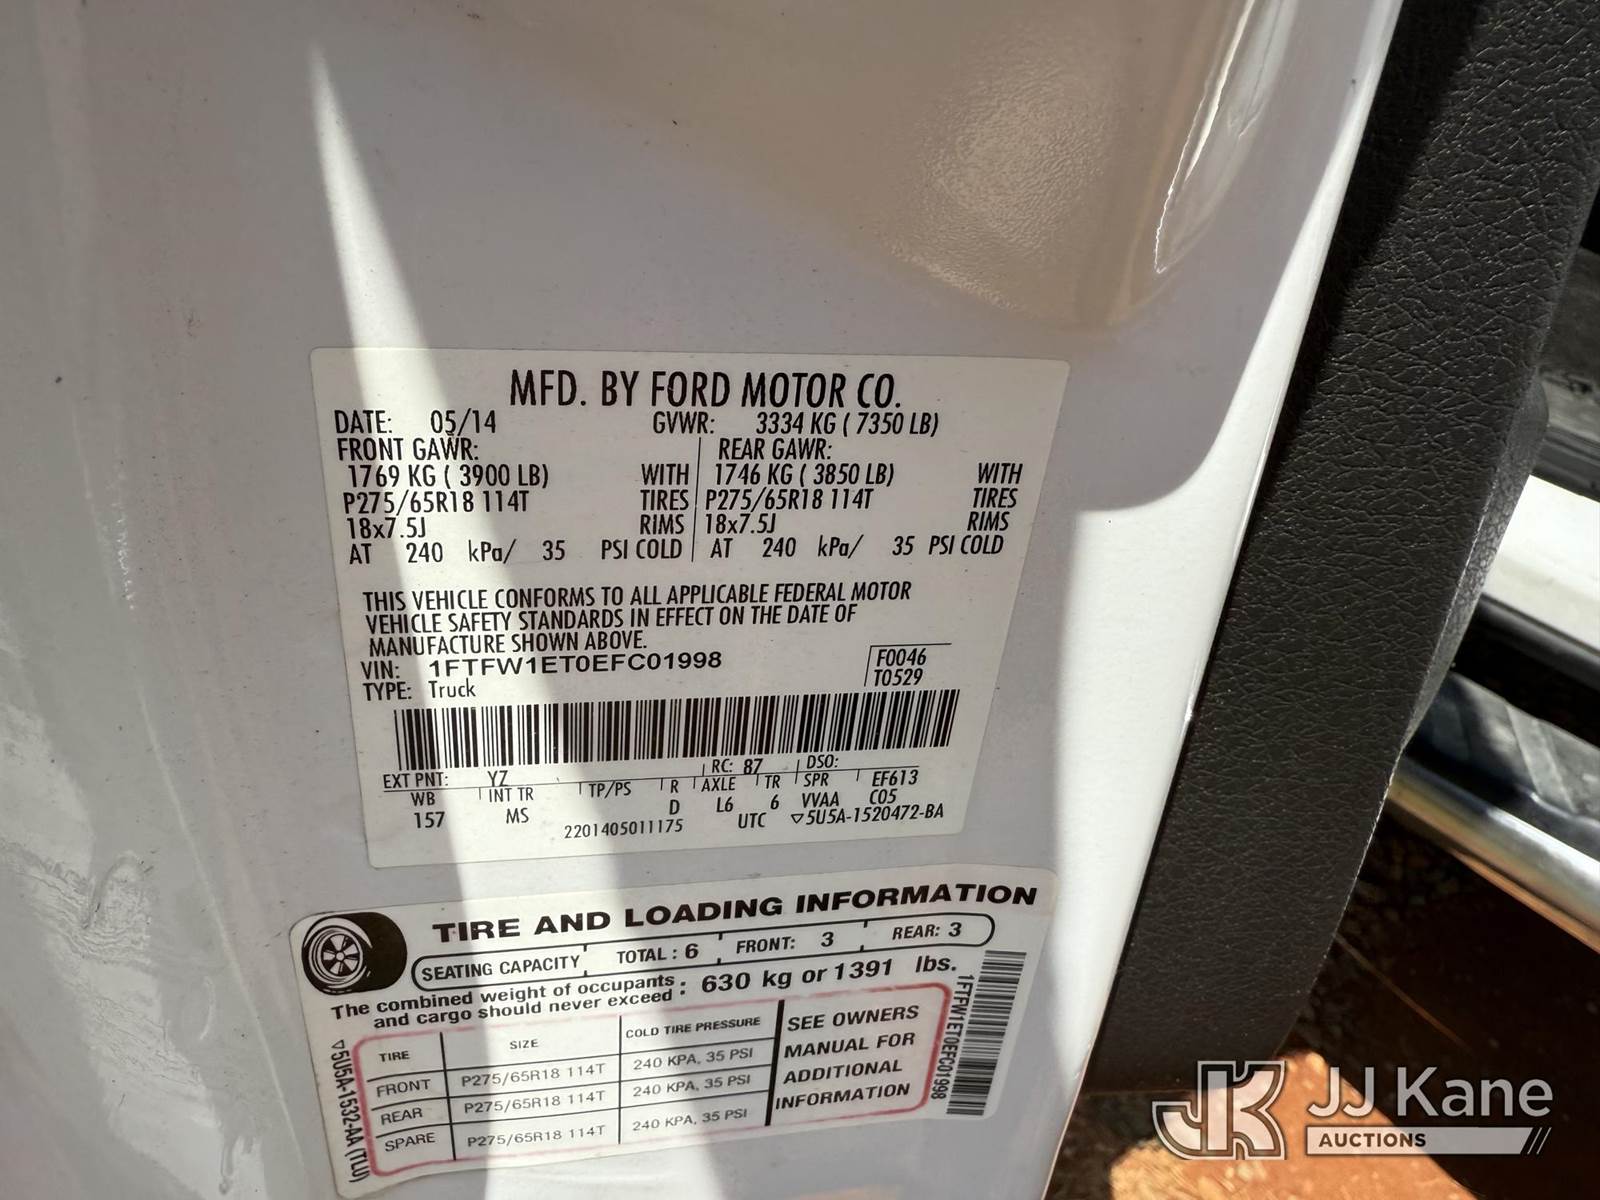 MFD. BY FORD MOTOR CO.
DATE: 05/14 GVWR: 3334 KG ( 7350 LB)
FRONT GAWR: REAR GAWR:
1769 KG ( 3900 LB) WITH 1746 KG ( 3850 LB) WITH
P275/65R18 114T TIRES P275/65R18 114T TIRES
18x7.5J RIMS 18x7.5J RIMS
AT 240 kPa/ 35 PSI COLD AT 240 kPa/ 35 PSI COLD
THIS VEHICLE CONFORMS TO ALL APPLICABLE FEDERAL MOTOR
VEHICLE SAFETY STANDARDS IN EFFECT ON THE DATE OF
MANUFACTURE SHOWN ABOVE.
VIN: 1FTFW1ET0EFC01998 F0046
TYPE: Truck T0529
EXT PNT: YZ RC: 87 DSO:
WB INT TR TP/PS R AXLE TR SPR EF613
157 MS D L6 6 VVAA C05
2201405011175 UTC ▽5U5A-1520472-BA
TIRE AND LOADING INFORMATION
SEATING CAPACITY TOTAL : 6 FRONT: 3 REAR: 3
The combined weight of occupants
and cargo should never exceed : 630 kg or 1391 lbs.
TIRE SIZE COLD TIRE PRESSURE
FRONT P275/65R18 114T 240 KPA, 35 PSI
REAR P275/65R18 114T 240 KPA, 35 PSI
SPARE P275/65R18 114T 240 KPA, 35 PSI
SEE OWNERS
MANUAL FOR
ADDITIONAL
INFORMATION
▽5U5A-1532-AA (TLU)
1FTFW1ET0EFC01998
JK JJ Kane
AUCTIONS